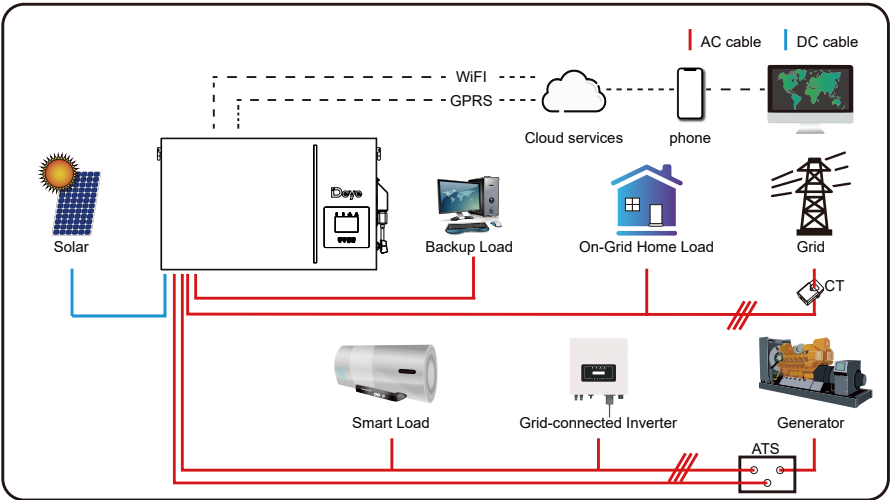 AC cable
DC cable
WiFI
GPRS
Cloud services
phone
Deye
Solar
Backup Load
On-Grid Home Load
Grid
CT
Smart Load
Grid-connected Inverter
Generator
ATS